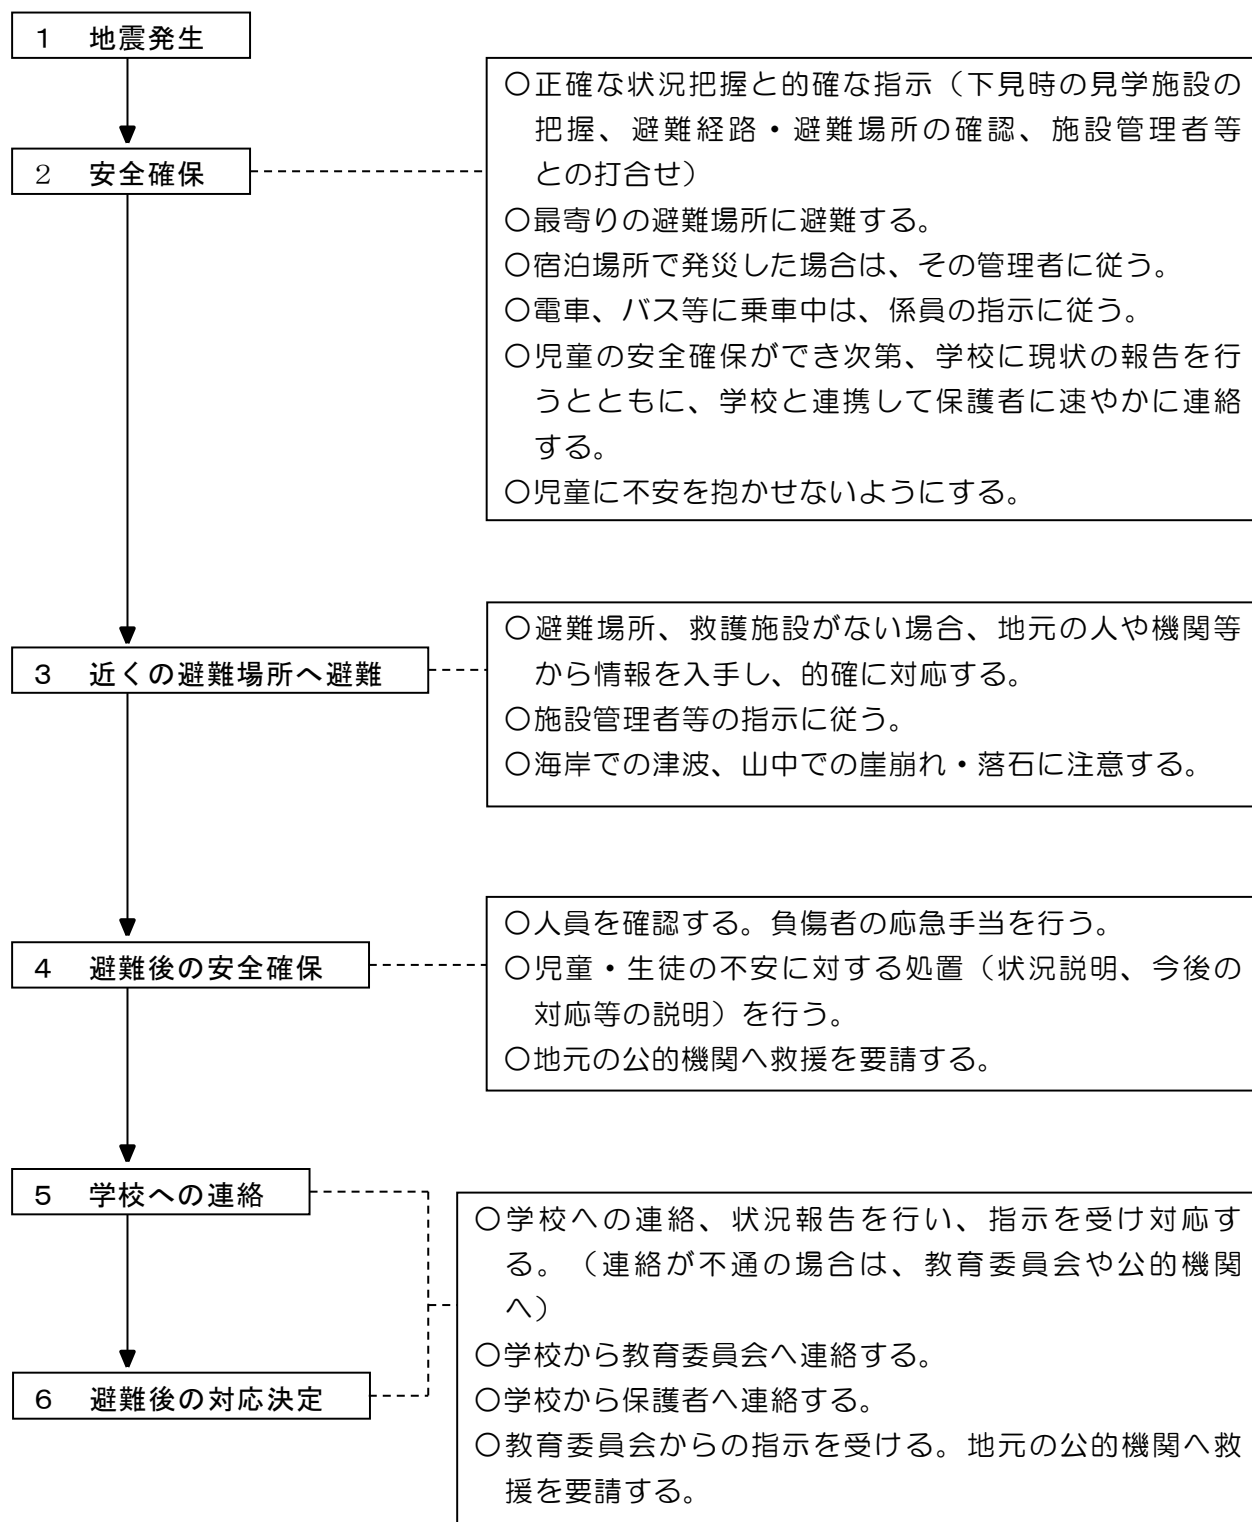 １　地震発生
○正確な状況把握と的確な指示（下見時の見学施設の
把握、避難経路・避難場所の確認、施設管理者等
との打合せ）
２　安全確保
○最寄りの避難場所に避難する。
○宿泊場所で発災した場合は、その管理者に従う。
○電車、バス等に乗車中は、係員の指示に従う。
○児童の安全確保ができ次第、学校に現状の報告を行
うとともに、学校と連携して保護者に速やかに連絡
する。
○児童に不安を抱かせないようにする。
３　近くの避難場所へ避難
○避難場所、救護施設がない場合、地元の人や機関等
から情報を入手し、的確に対応する。
○施設管理者等の指示に従う。
○海岸での津波、山中での崖崩れ・落石に注意する。
４　避難後の安全確保
○人員を確認する。負傷者の応急手当を行う。
○児童・生徒の不安に対する処置（状況説明、今後の
対応等の説明）を行う。
○地元の公的機関へ救援を要請する。
５　学校への連絡
○学校への連絡、状況報告を行い、指示を受け対応す
る。（連絡が不通の場合は、教育委員会や公的機関
へ）
○学校から教育委員会へ連絡する。
６　避難後の対応決定
○学校から保護者へ連絡する。
○教育委員会からの指示を受ける。地元の公的機関へ救
援を要請する。